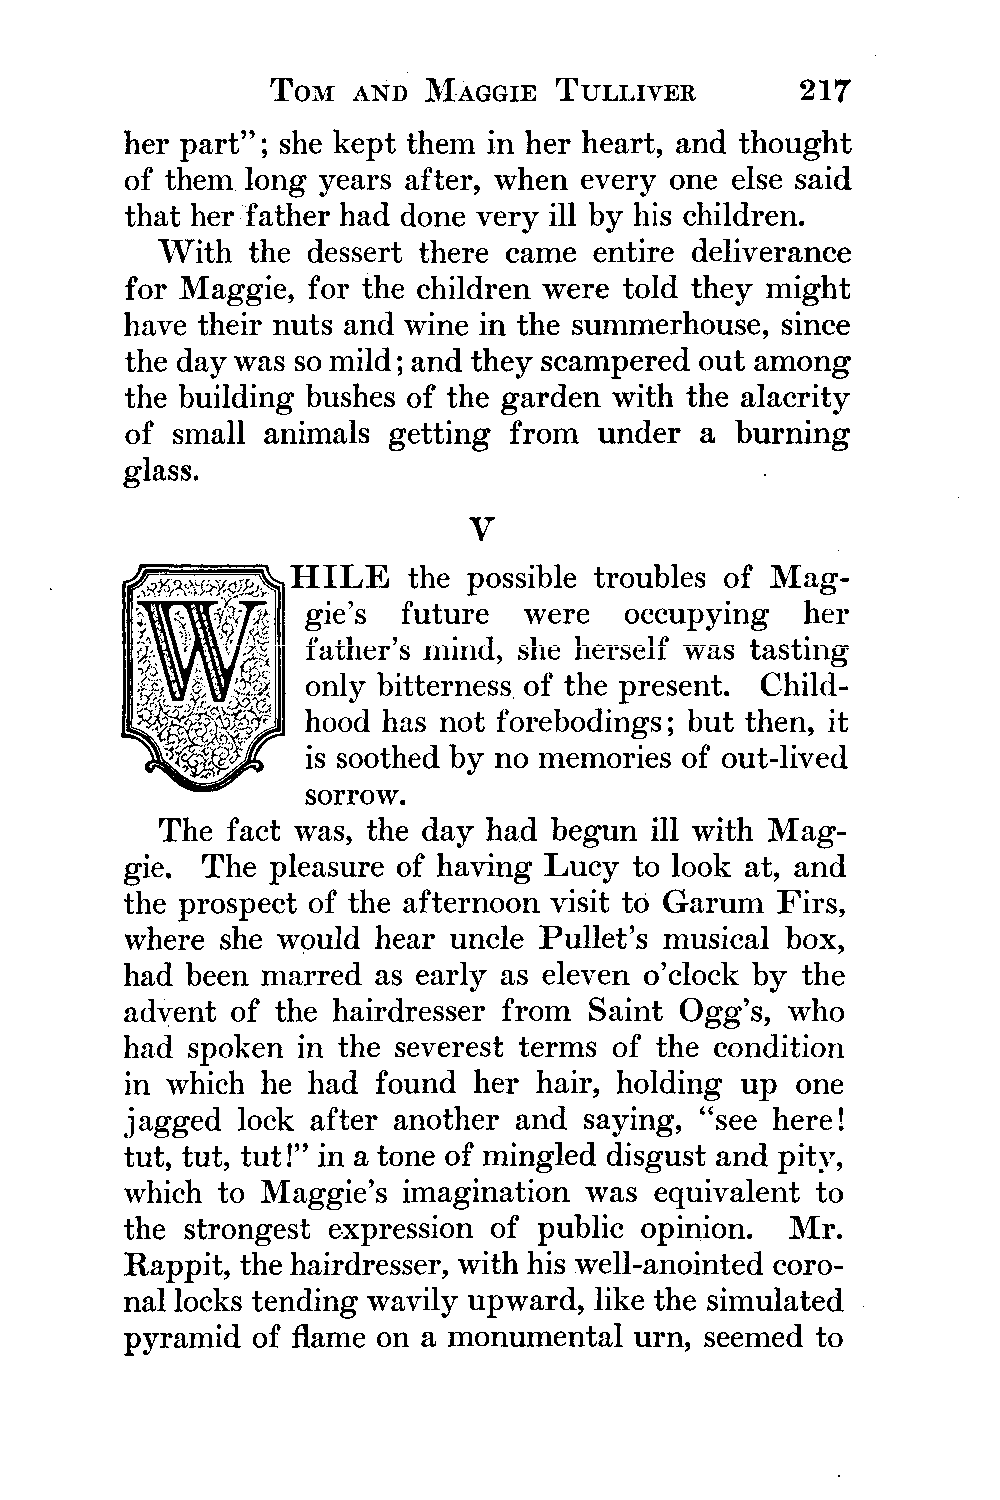 TOM AND MAGGIE TULLIVER 217
her part”; she kept them in her heart, and thought
of them long years after, when every one else said
that her father had done very ill by his children.
With the dessert there came entire deliverance
for Maggie, for the children were told they might
have their nuts and wine in the summerhouse, since
the day was so mild; and they scampered out among
the building bushes of the garden with the alacrity
of small animals getting from under a burning
glass.
V
WHILE the possible troubles of Mag-
gie's future were occupying her
father's mind, she herself was tasting
only bitterness of the present. Child-
hood has not forebodings; but then, it
is soothed by no memories of out-lived
sorrow.
The fact was, the day had begun ill with Mag-
gie. The pleasure of having Lucy to look at, and
the prospect of the afternoon visit to Garum Firs,
where she would hear uncle Pullet's musical box,
had been marred as early as eleven o'clock by the
advent of the hairdresser from Saint Ogg's, who
had spoken in the severest terms of the condition
in which he had found her hair, holding up one
jagged lock after another and saying, “see here!
tut, tut, tut!” in a tone of mingled disgust and pity,
which to Maggie's imagination was equivalent to
the strongest expression of public opinion. Mr.
Rappit, the hairdresser, with his well-anointed coro-
nal locks tending wavily upward, like the simulated
pyramid of flame on a monumental urn, seemed to